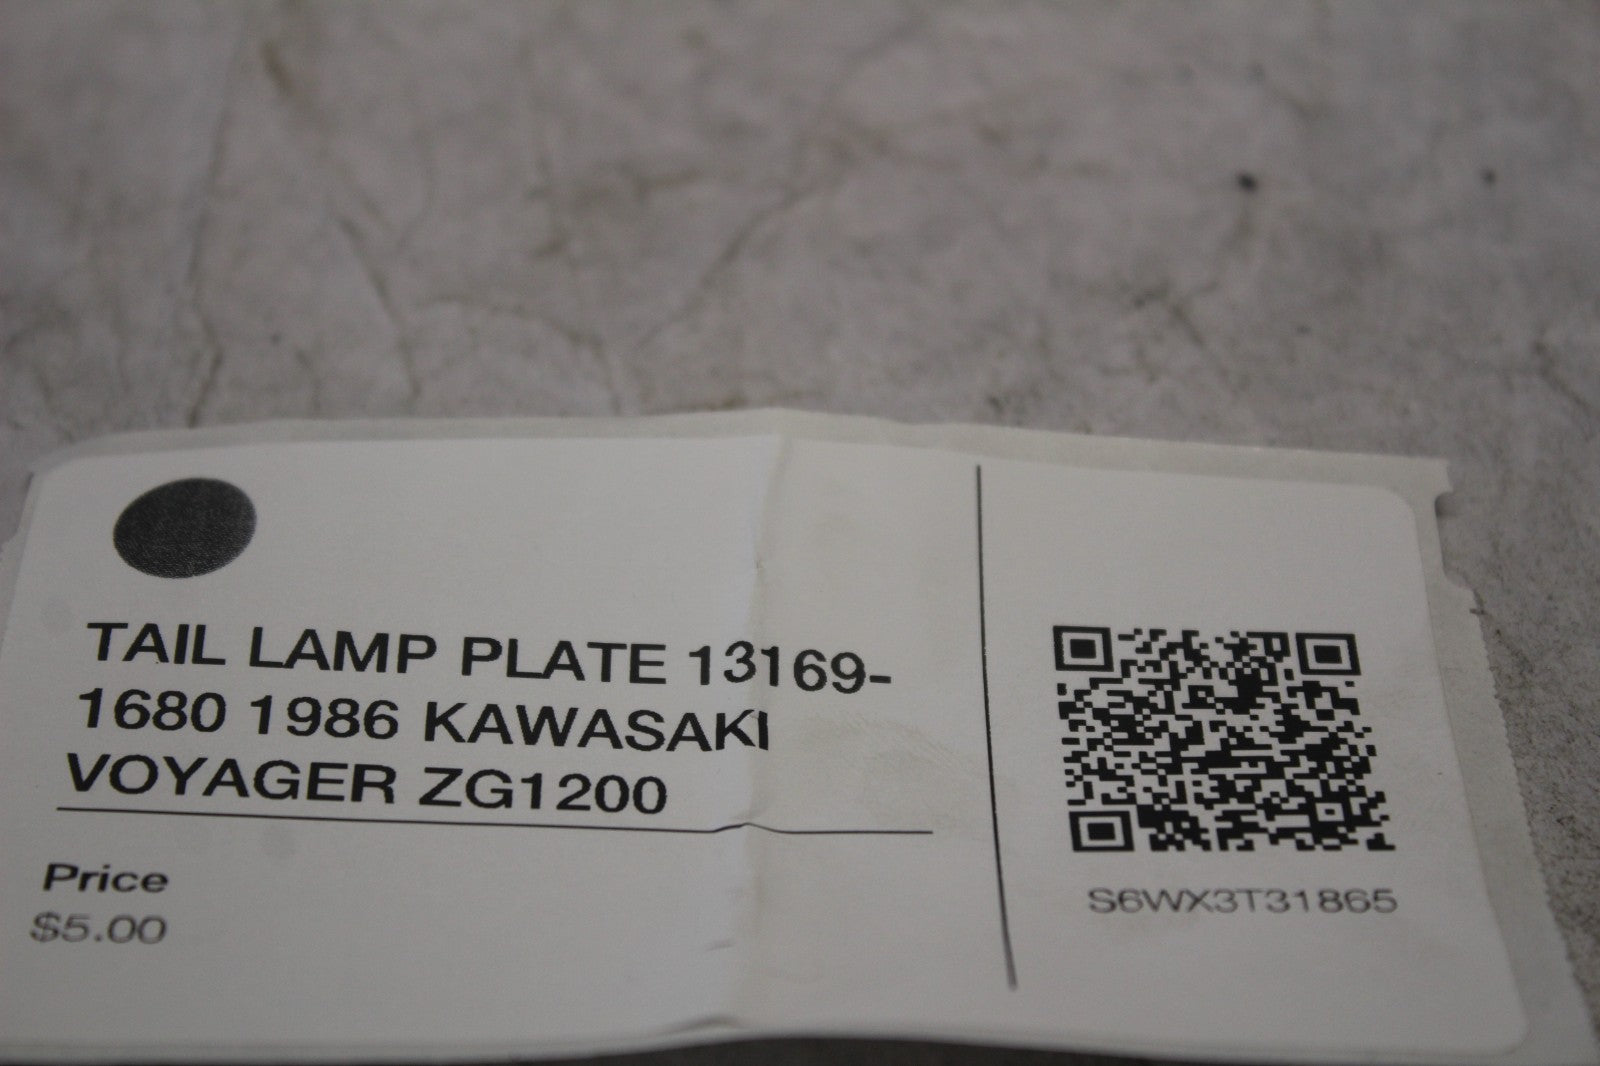 TAIL LAMP PLATE 13169-
1680 1986 KAWASAKI
VOYAGER ZG1200
Price
$5.00
S6WX3T31865